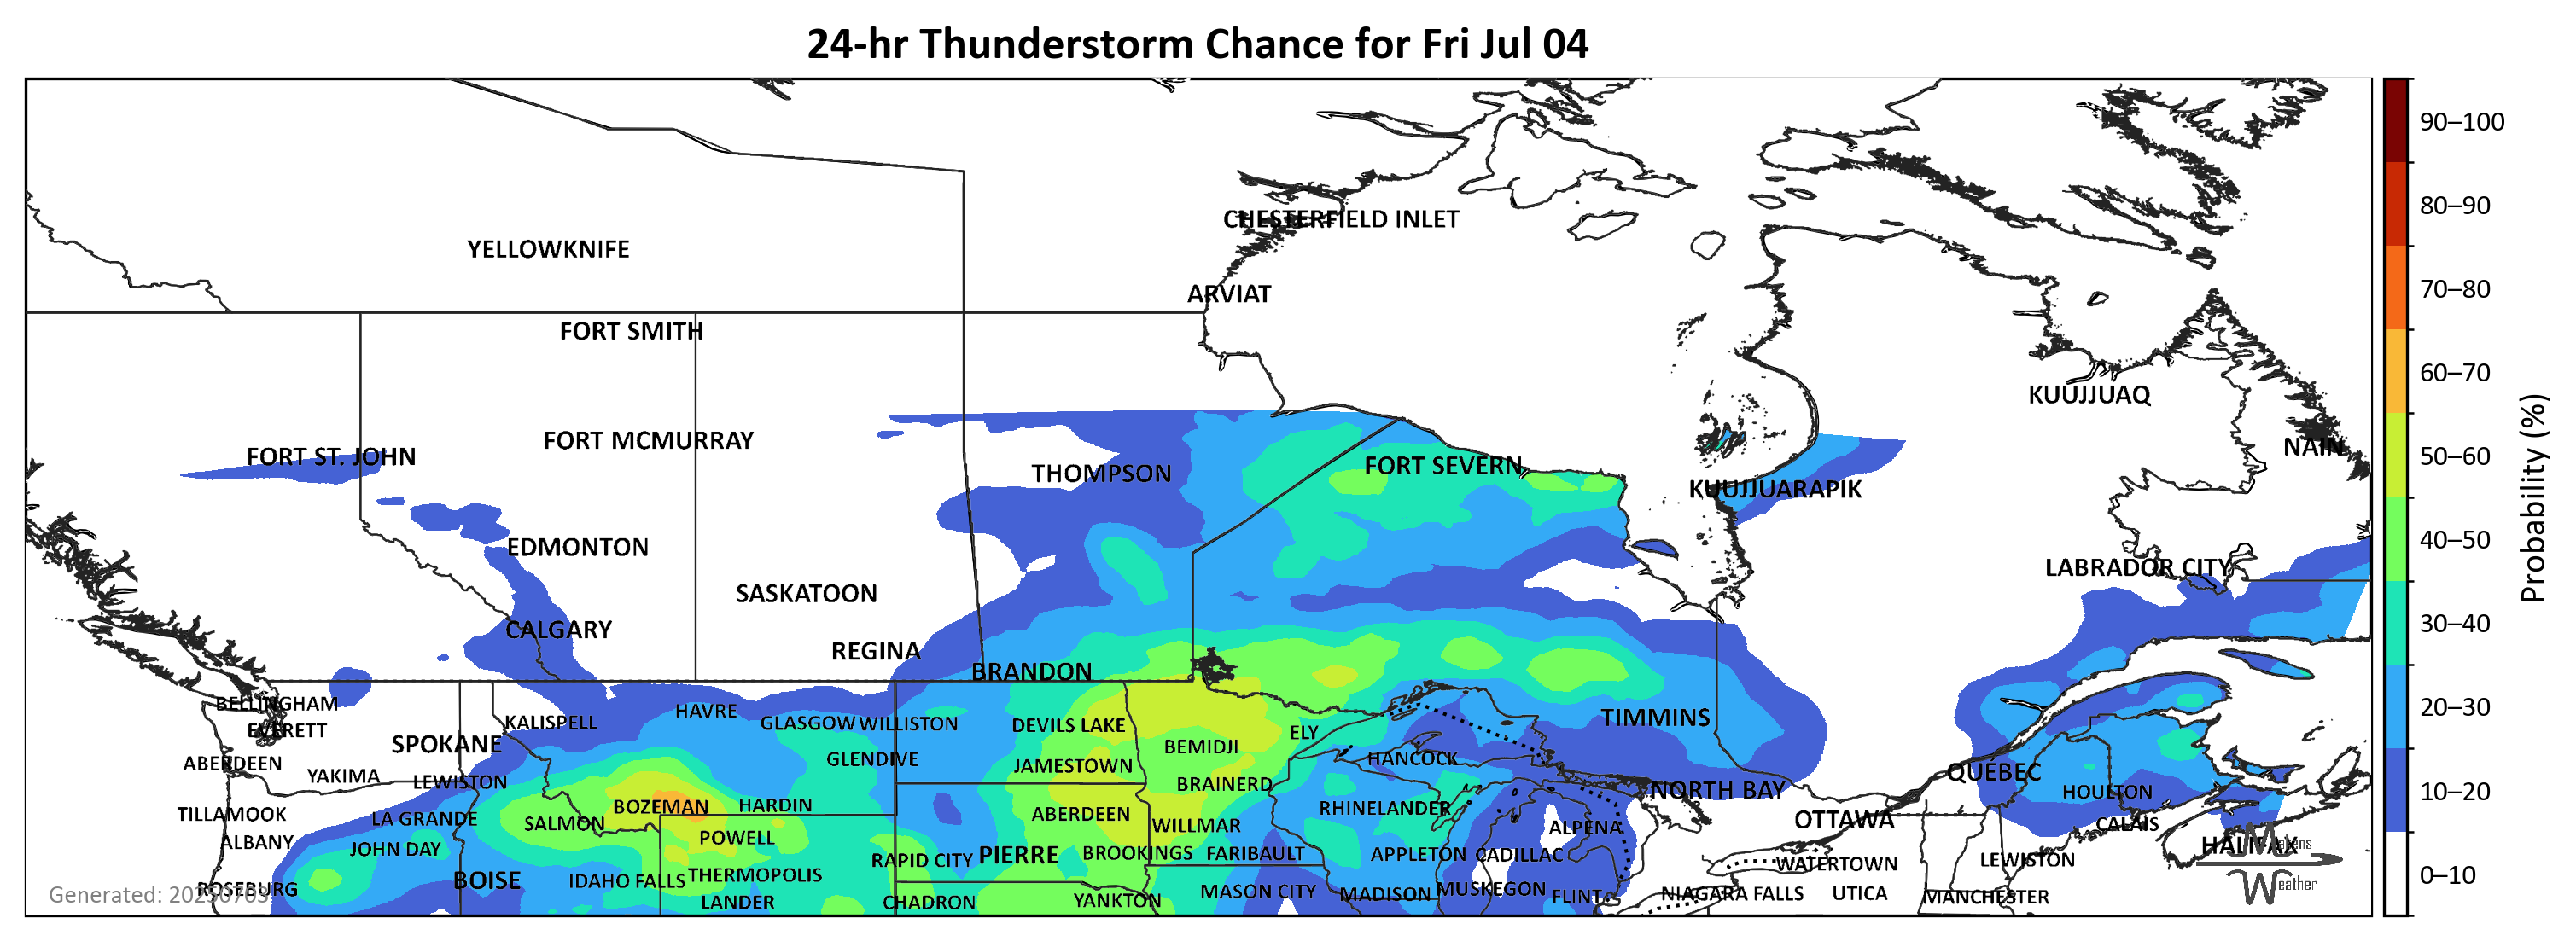 24-hr Thunderstorm Chance for Fri Jul 04
90–100
80–90
70–80
60–70
50–60
40–50
30–40
20–30
10–20
0–10
Probability (%)
CHESTERFIELD INLET
YELLOWKNIFE
ARVIAT
FORT SMITH
KUUJJUAQ
FORT MCMURRAY
NAIN
FORT ST. JOHN
FORT SEVERN
THOMPSON
KUUJJUARAPIK
EDMONTON
LABRADOR CITY
SASKATOON
CALGARY
REGINA
BRANDON
BELLINGHAM
HAVRE
TIMMINS
KALISPELL
GLASGOW
WILLISTON
DEVILS LAKE
EVERETT
ELY
SPOKANE
BEMIDJI
ABERDEEN
GLENDIVE
HANCOCK
JAMESTOWN
QUÉBEC
YAKIMA
LEWISTON
BRAINERD
NORTH BAY
HOULTON
BOZEMAN
HARDIN
RHINELANDER
TILLAMOOK
LA GRANDE
SALMON
ABERDEEN
WILLMAR
OTTAWA
CALAIS
ALPENA
ALBANY
POWELL
HALIFAX
JOHN DAY
RAPID CITY
PIERRE
BROOKINGS
FARIBAULT
APPLETON
CADILLAC
WATERTOWN
LEWISTON
BOISE
IDAHO FALLS
THERMOPOLIS
ROSEBURG
MASON CITY
MADISON
MUSKEGON
FLINT
NIAGARA FALLS
UTICA
MANCHESTER
LANDER
CHADRON
YANKTON
Generated: 20250703
Weather